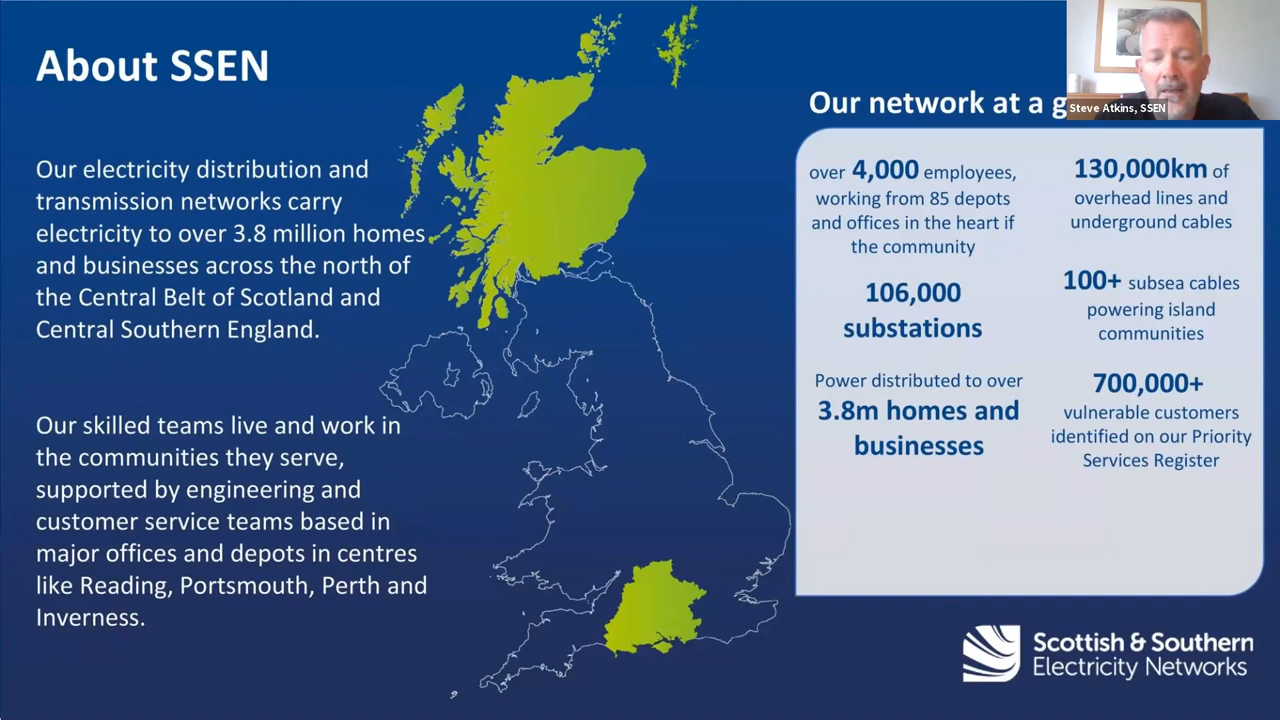 About SSEN
Our electricity distribution and
transmission networks carry
electricity to over 3.8 million homes
and businesses across the north of
the Central Belt of Scotland and
Central Southern England.
Our skilled teams live and work in
the communities they serve,
supported by engineering and
customer service teams based in
major offices and depots in centres
like Reading, Portsmouth, Perth and
Inverness.
Our network at a g
Steve Atkins, SSEN
over 4,000 employees,
working from 85 depots
and offices in the heart if
the community
106,000
substations
Power distributed to over
3.8m homes and
businesses
130,000km of
overhead lines and
underground cables
100+ subsea cables
powering island
communities
700,000+
vulnerable customers
identified on our Priority
Services Register
Scottish & Southern
Electricity Networks